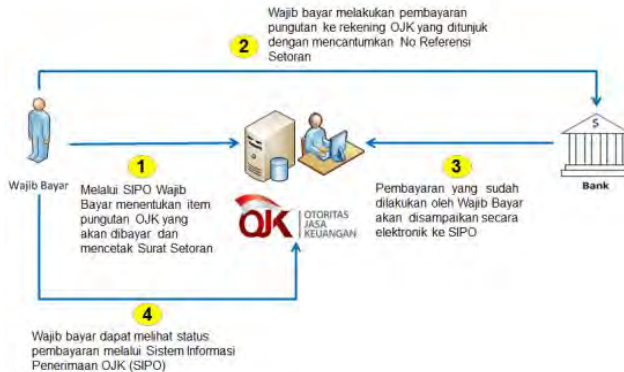 Wajib bayar melakukan pembayaran
pungutan ke rekening OJK yang ditunjuk
dengan mencantumkan No Referensi
Setoran
2
Wajib Bayar
1
Melalui SIPO Wajib
Bayar menentukan item
pungutan OJK yang
akan dibayar dan
mencetak Surat Setoran
OJK
OTORITAS
JASA
KEUANGAN
3
Pembayaran yang sudah
dilakukan oleh Wajib Bayar
akan disampaikan secara
elektronik ke SIPO
$
Bank
4
Wajib bayar dapat melihat status
pembayaran melalui Sistem Informasi
Penerimaan OJK (SIPO)